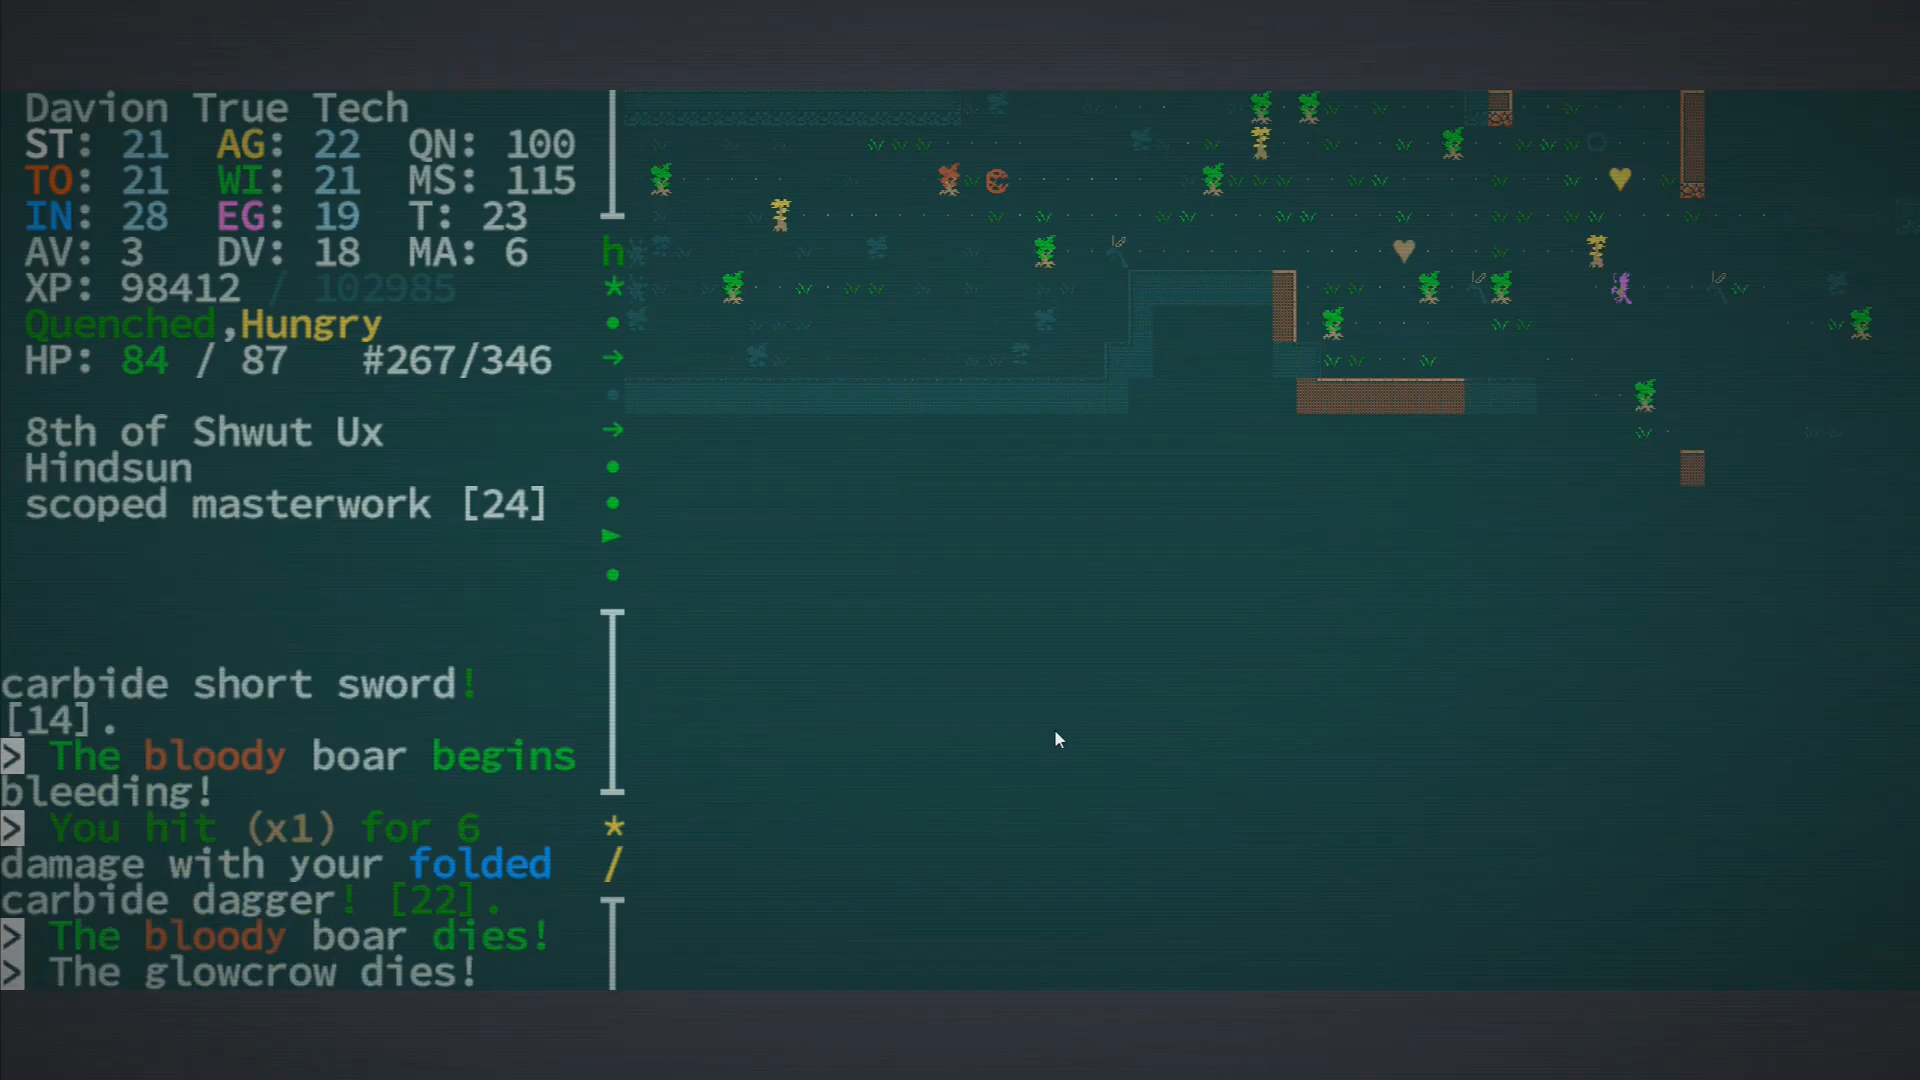 Davion True Tech
ST: 21 AG: 22 QN: 100
TO: 21 WI: 21 MS: 115
IN: 28 EG: 19 T: 23
AV: 3 DV: 18 MA: 6
XP: 98412 / 102985
Quenched,Hungry
HP: 84 / 87 #267/346
8th of Shwut Ux
Hindsun
scoped masterwork [24]
h
carbide short sword!
[14].
> The bloody boar begins
bleeding!
> You hit (x1) for 6
damage with your folded
carbide dagger! [22].
> The bloody boar dies!
> The glowcrow dies!